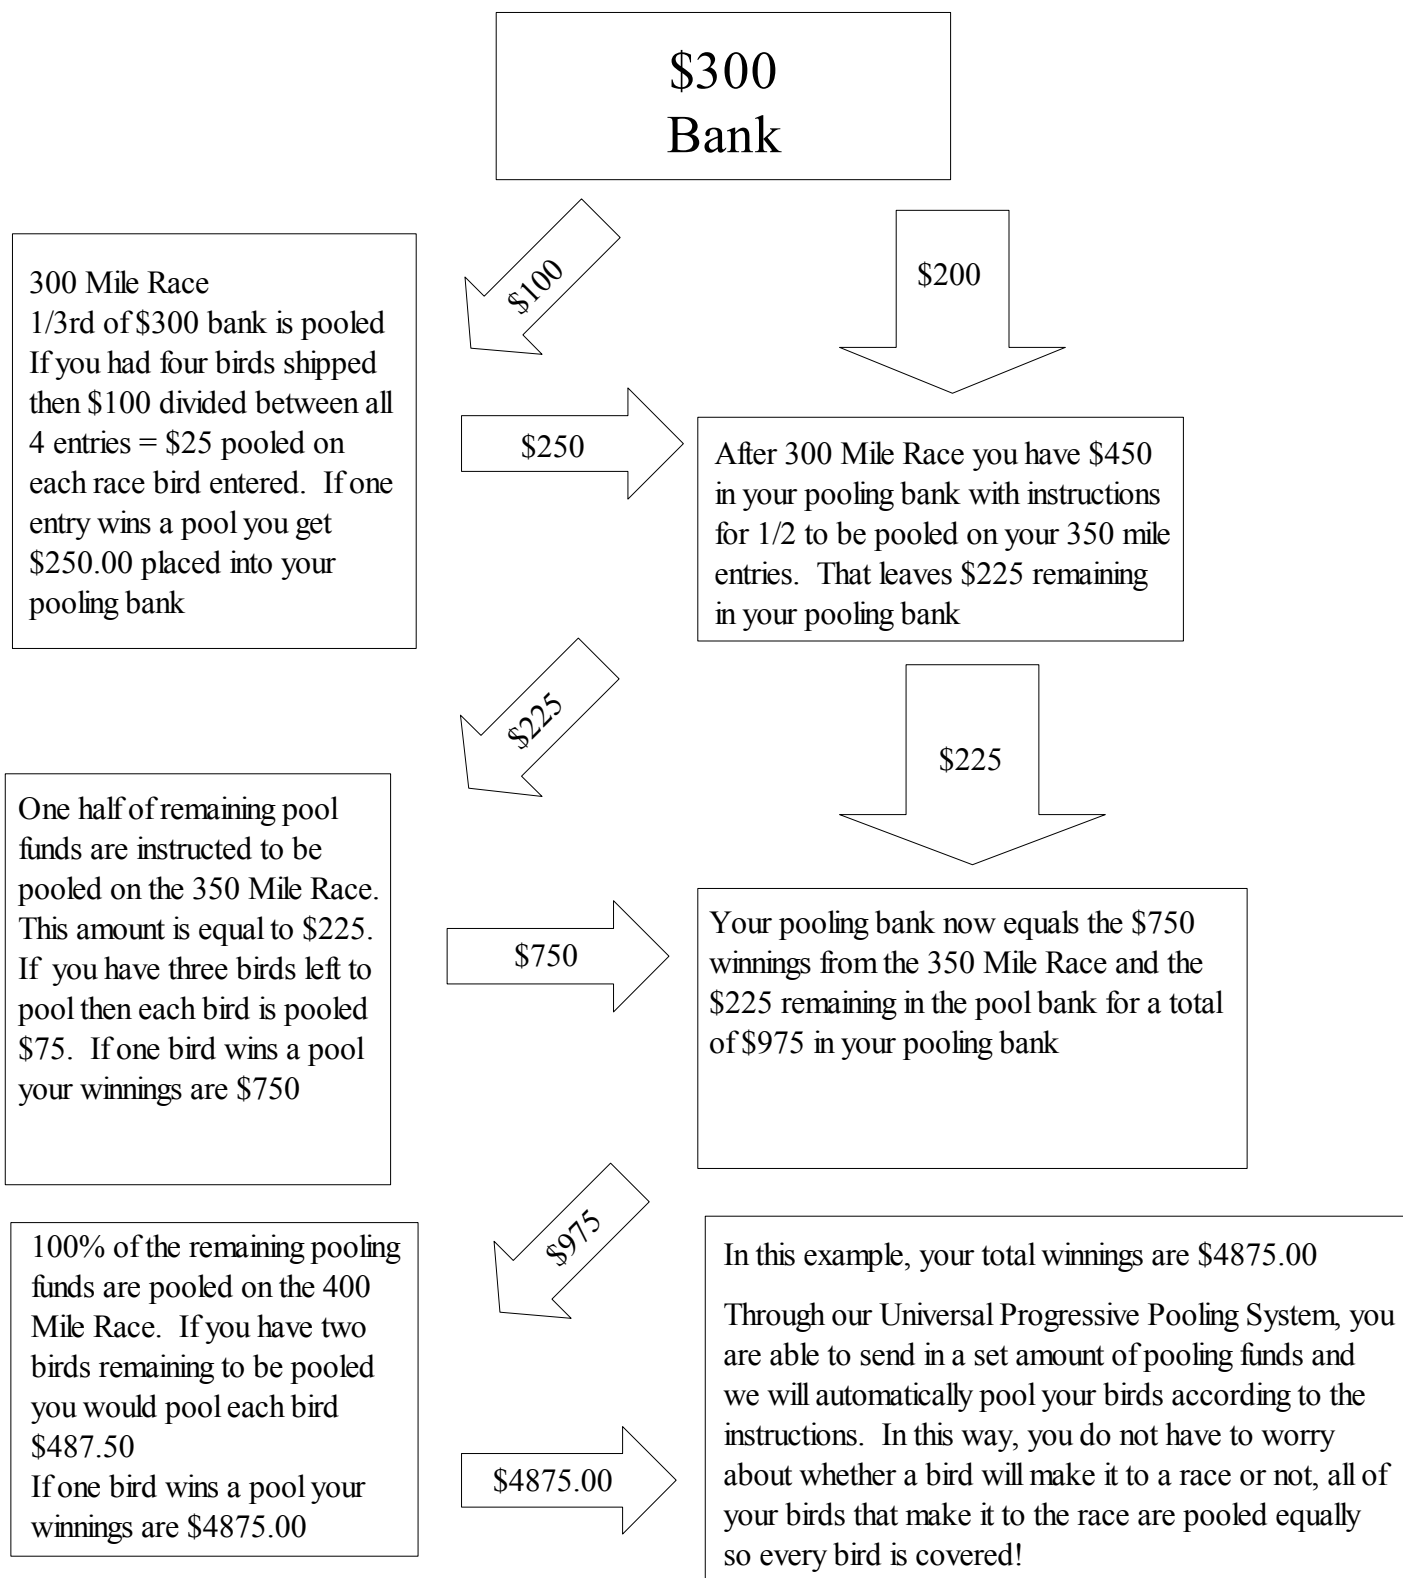 $300
Bank
$100
$200
300 Mile Race
1/3rd of $300 bank is pooled
If you had four birds shipped
then $100 divided between all
4 entries = $25 pooled on
each race bird entered.  If one
entry wins a pool you get
$250.00 placed into your
pooling bank
$250
After 300 Mile Race you have $450
in your pooling bank with instructions
for 1/2 to be pooled on your 350 mile
entries.  That leaves $225 remaining
in your pooling bank
$225
$225
One half of remaining pool
funds are instructed to be
pooled on the 350 Mile Race.
This amount is equal to $225.
If  you have three birds left to
pool then each bird is pooled
$75.  If one bird wins a pool
your winnings are $750
$750
Your pooling bank now equals the $750
winnings from the 350 Mile Race and the
$225 remaining in the pool bank for a total
of $975 in your pooling bank
$975
100% of the remaining pooling
funds are pooled on the 400
Mile Race.  If you have two
birds remaining to be pooled
you would pool each bird
$487.50
If one bird wins a pool your
winnings are $4875.00
$4875.00
In this example, your total winnings are $4875.00
Through our Universal Progressive Pooling System, you
are able to send in a set amount of pooling funds and
we will automatically pool your birds according to the
instructions.  In this way, you do not have to worry
about whether a bird will make it to a race or not, all of
your birds that make it to the race are pooled equally
so every bird is covered!